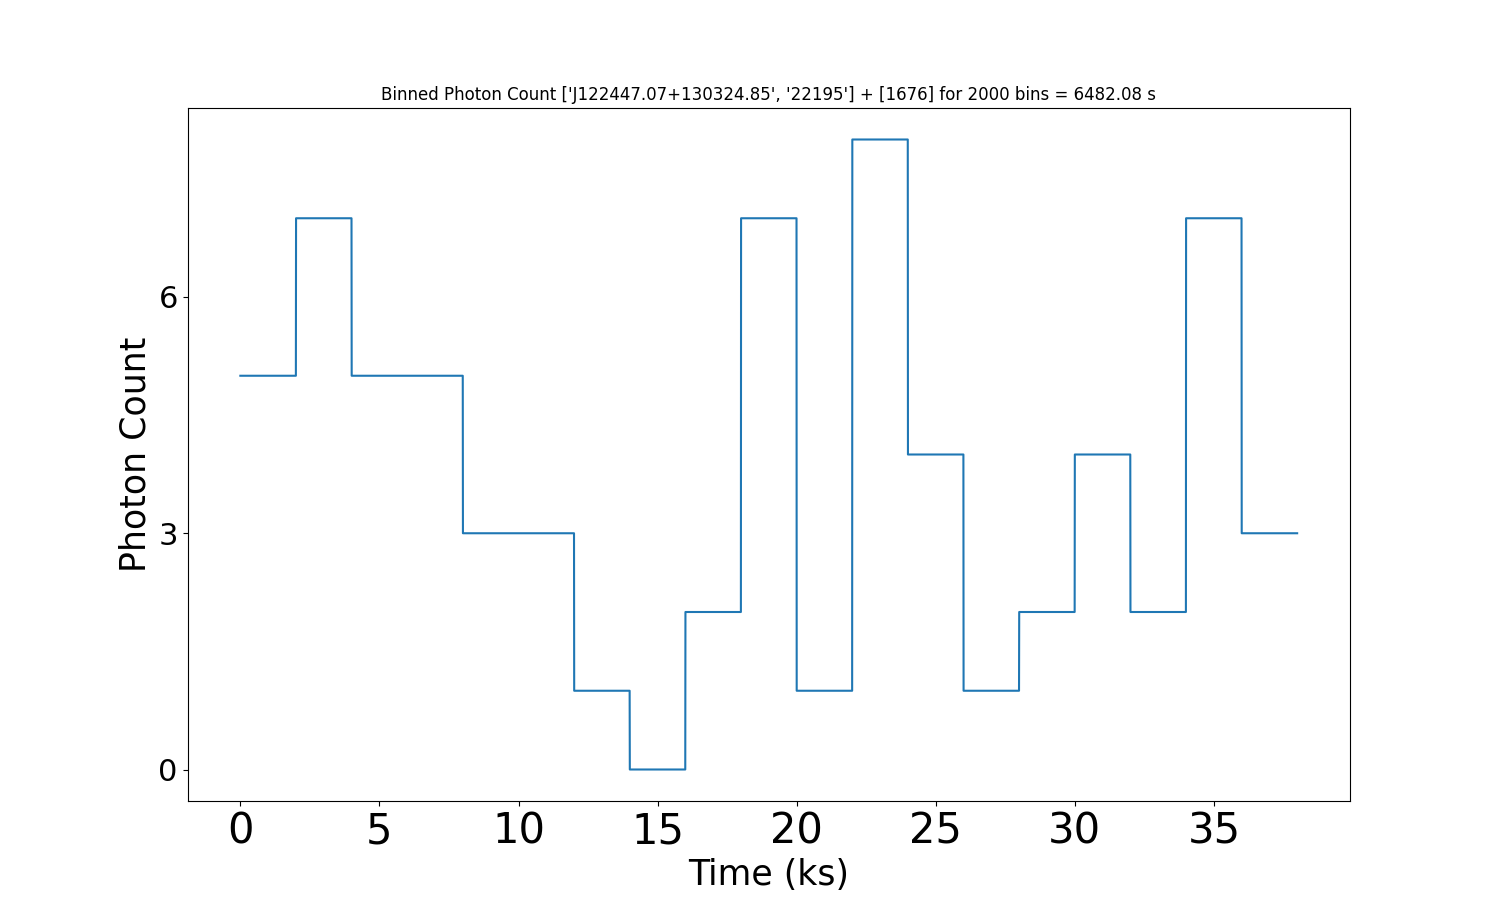 Binned Photon Count ['J122447.07+130324.85', '22195'] + [1676] for 2000 bins = 6482.08 s
6
3
0
Photon Count
0 5 10 15 20 25 30 35
Time (ks)